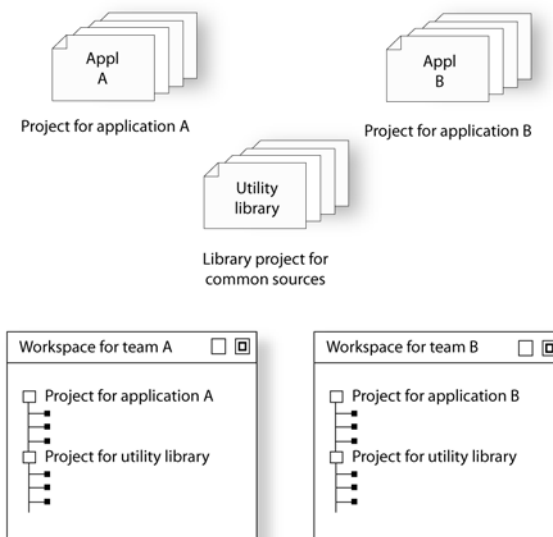 Appl
A
Project for application A
Appl
B
Project for application B
Utility
library
Library project for
common sources
Workspace for team A
Project for application A
Project for utility library
Workspace for team B
Project for application B
Project for utility library